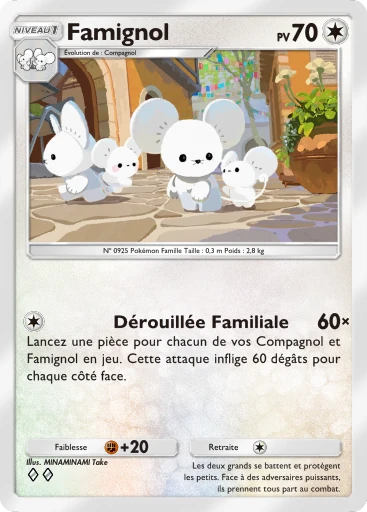 NIVEAU 1 Famignol PV 70
Évolution de : Compagnol
N° 0925 Pokémon Famille Taille : 0,3 m Poids : 2,8 kg
Dérouillée Familiale 60×
Lancez une pièce pour chacun de vos Compagnol et
Famignol en jeu. Cette attaque inflige 60 dégâts pour
chaque côté face.
Faiblesse +20 Retraite
Illus. MINAMINAMI Take
Les deux grands se battent et protègent
les petits. Face à des adversaires puissants,
ils prennent tous part au combat.